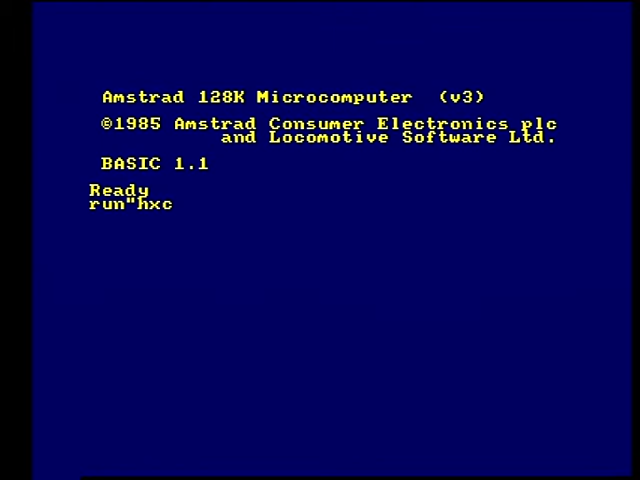 Amstrad 128K Microcomputer (v3)
©1985 Amstrad Consumer Electronics plc
and Locomotive Software Ltd.
BASIC 1.1
Ready
run"hxc